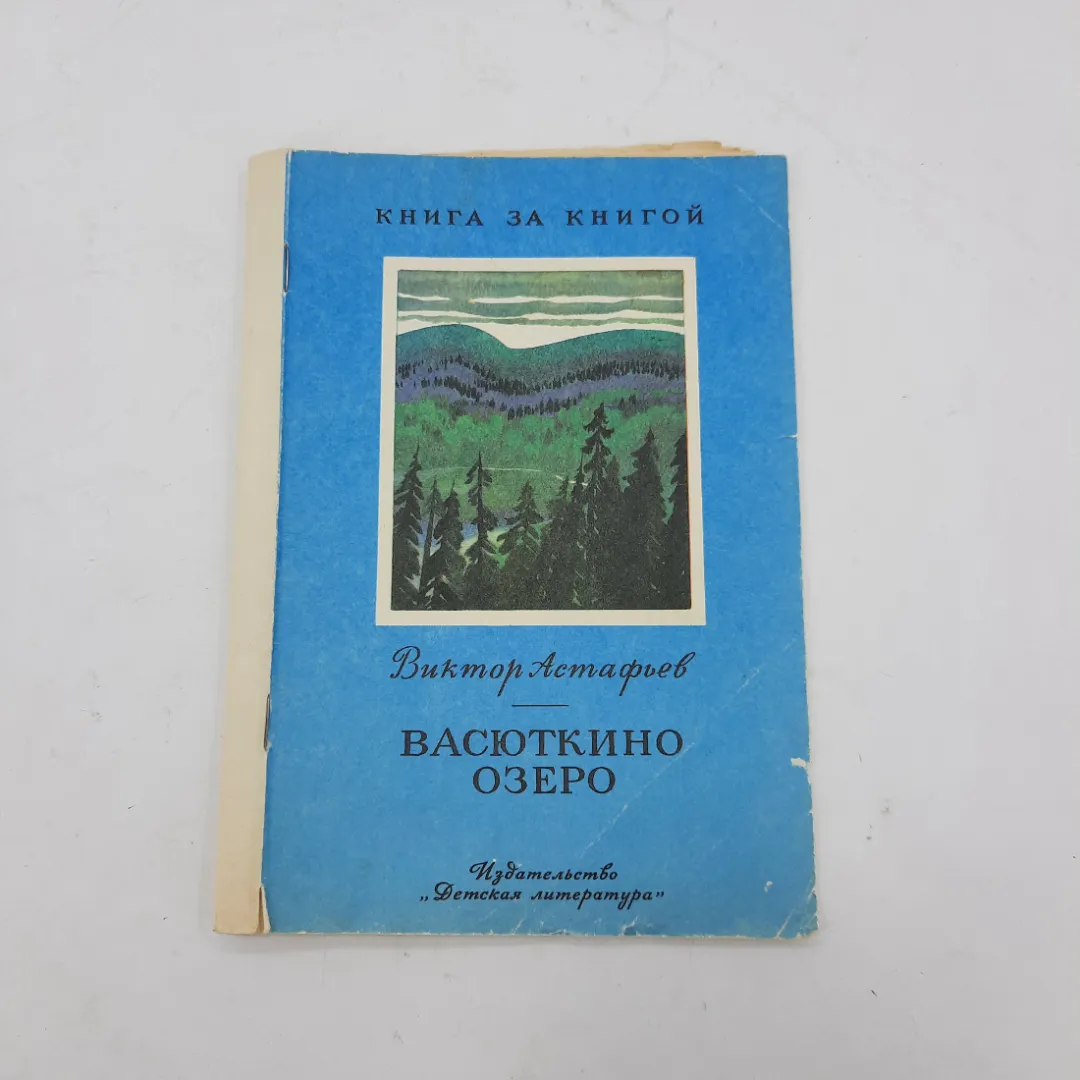 КНИГА ЗА КНИГОЙ
Виктор Астафьев
ВАСЮТКИНО
ОЗЕРО
Издательство
„Детская литература"